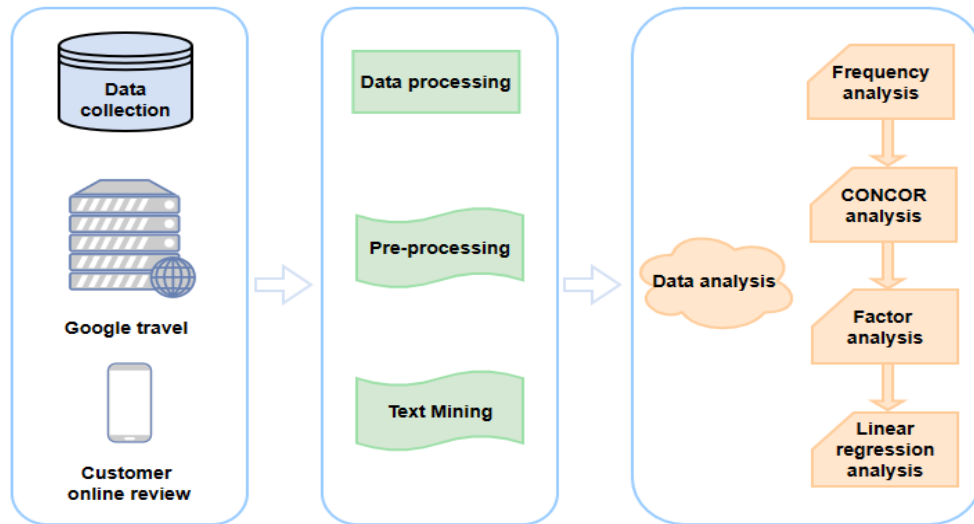 Data
collection
Google travel
Customer
online review
Data processing
Pre-processing
Text Mining
Data analysis
Frequency
analysis
CONCOR
analysis
Factor
analysis
Linear
regression
analysis